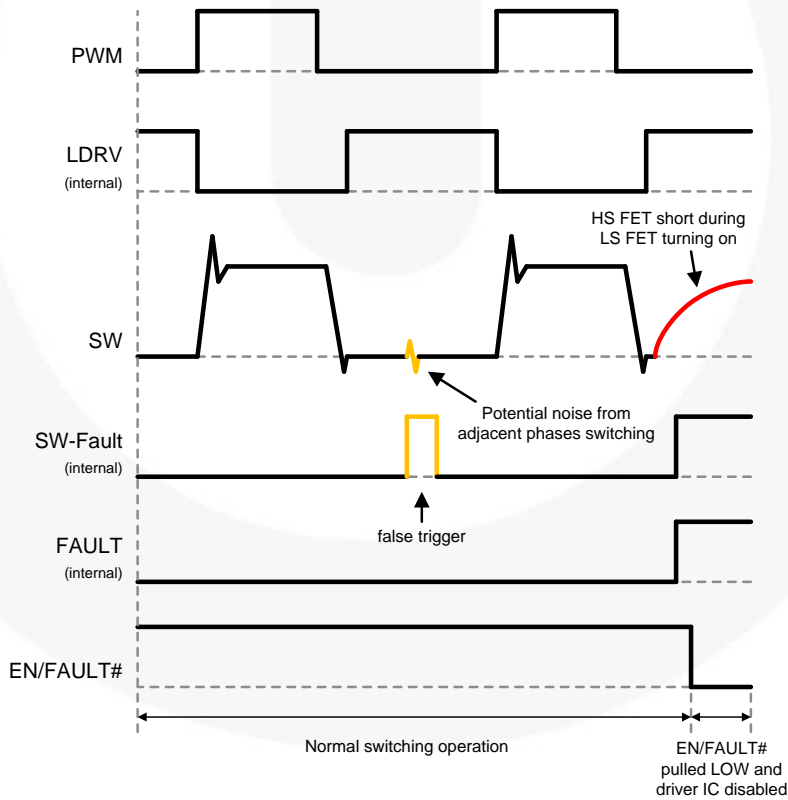 PWM
LDRV
(internal)
HS FET short during
LS FET turning on
SW
Potential noise from
adjacent phases switching
SW-Fault
(internal)
false trigger
FAULT
(internal)
EN/FAULT#
Normal switching operation
EN/FAULT#
pulled LOW and
driver IC disabled